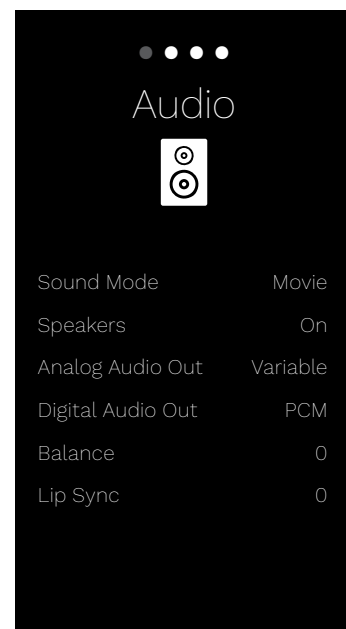 Audio
Sound Mode Movie
Speakers On
Analog Audio Out Variable
Digital Audio Out PCM
Balance 0
Lip Sync 0